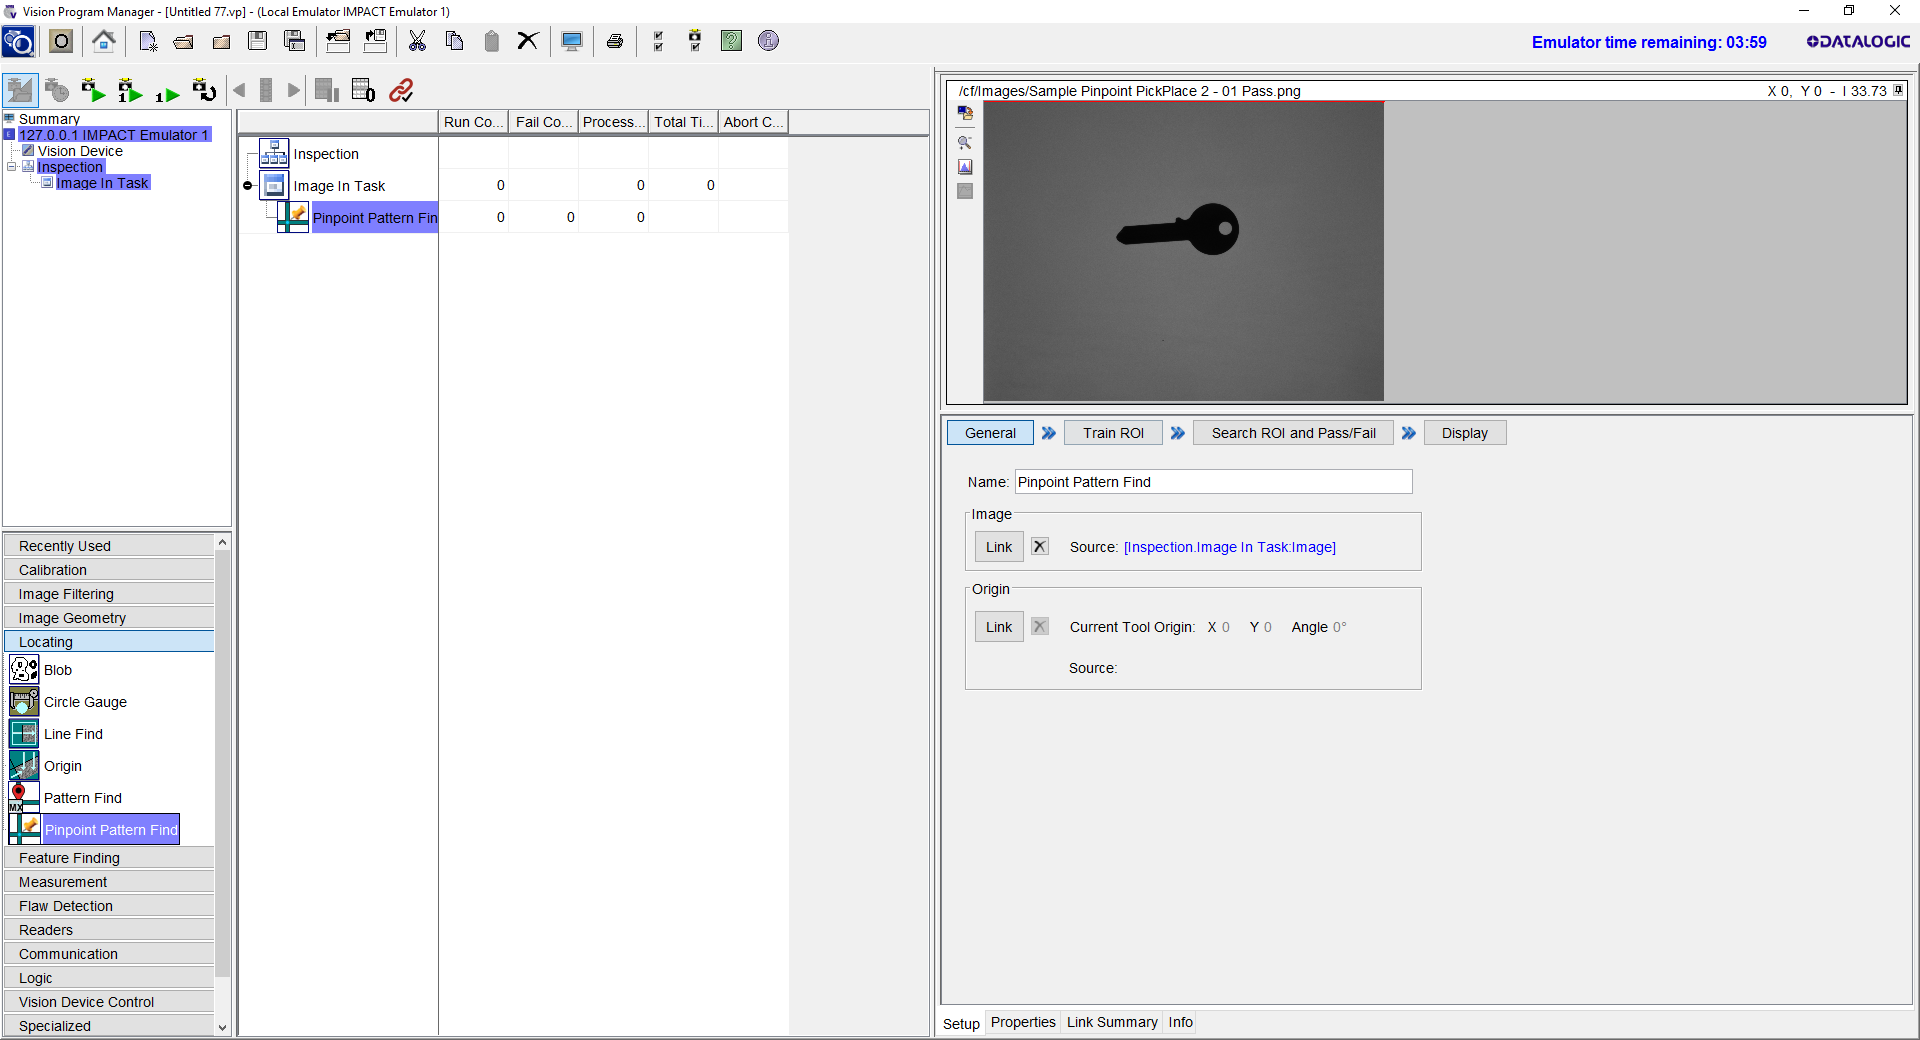 Vision Program Manager - [Untitled 77.vp] - (Local Emulator IMPACT Emulator 1)
Emulator time remaining: 03:59
DATALOGIC
Summary
127.0.0.1 IMPACT Emulator 1
Vision Device
Inspection
Image In Task
Recently Used
Calibration
Image Filtering
Image Geometry
Locating
Blob
Circle Gauge
Line Find
Origin
MX
Pattern Find
Pinpoint Pattern Find
Feature Finding
Measurement
Flaw Detection
Readers
Communication
Logic
Vision Device Control
Specialized
Run Co... Fail Co... Process... Total Ti... Abort C...
Inspection
Image In Task 0 0 0
Pinpoint Pattern Fin 0 0 0
/cf/Images/Sample Pinpoint PickPlace 2 - 01 Pass.png X 0, Y 0 - I 33.73
General Train ROI Search ROI and Pass/Fail Display
Name: Pinpoint Pattern Find
Image
Link Source: [Inspection.Image In Task:Image]
Origin
Link Current Tool Origin: X 0 Y 0 Angle 0°
Source:
Setup Properties Link Summary Info